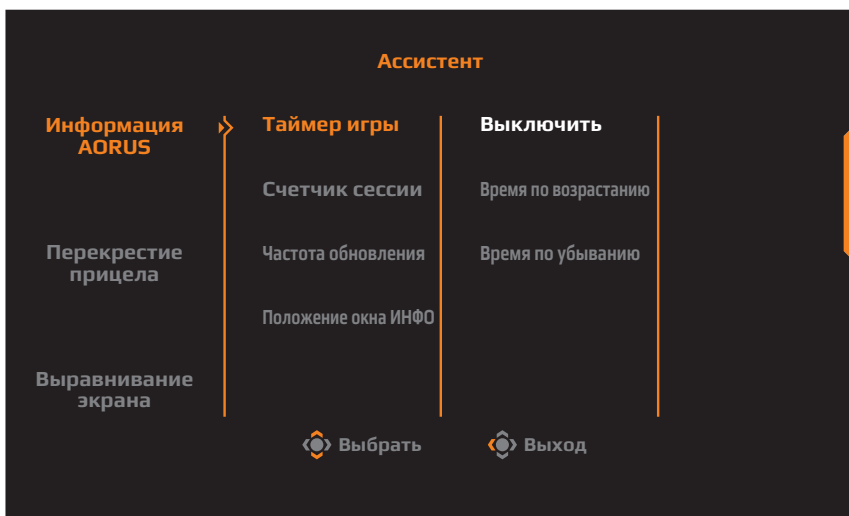 Ассистент
Информация
AORUS
Таймер игры
Выключить
Счетчик сессии
Время по возрастанию
Перекрестие
прицела
Частота обновления
Время по убыванию
Положение окна ИНФО
Выравнивание
экрана
Выбрать
Выход